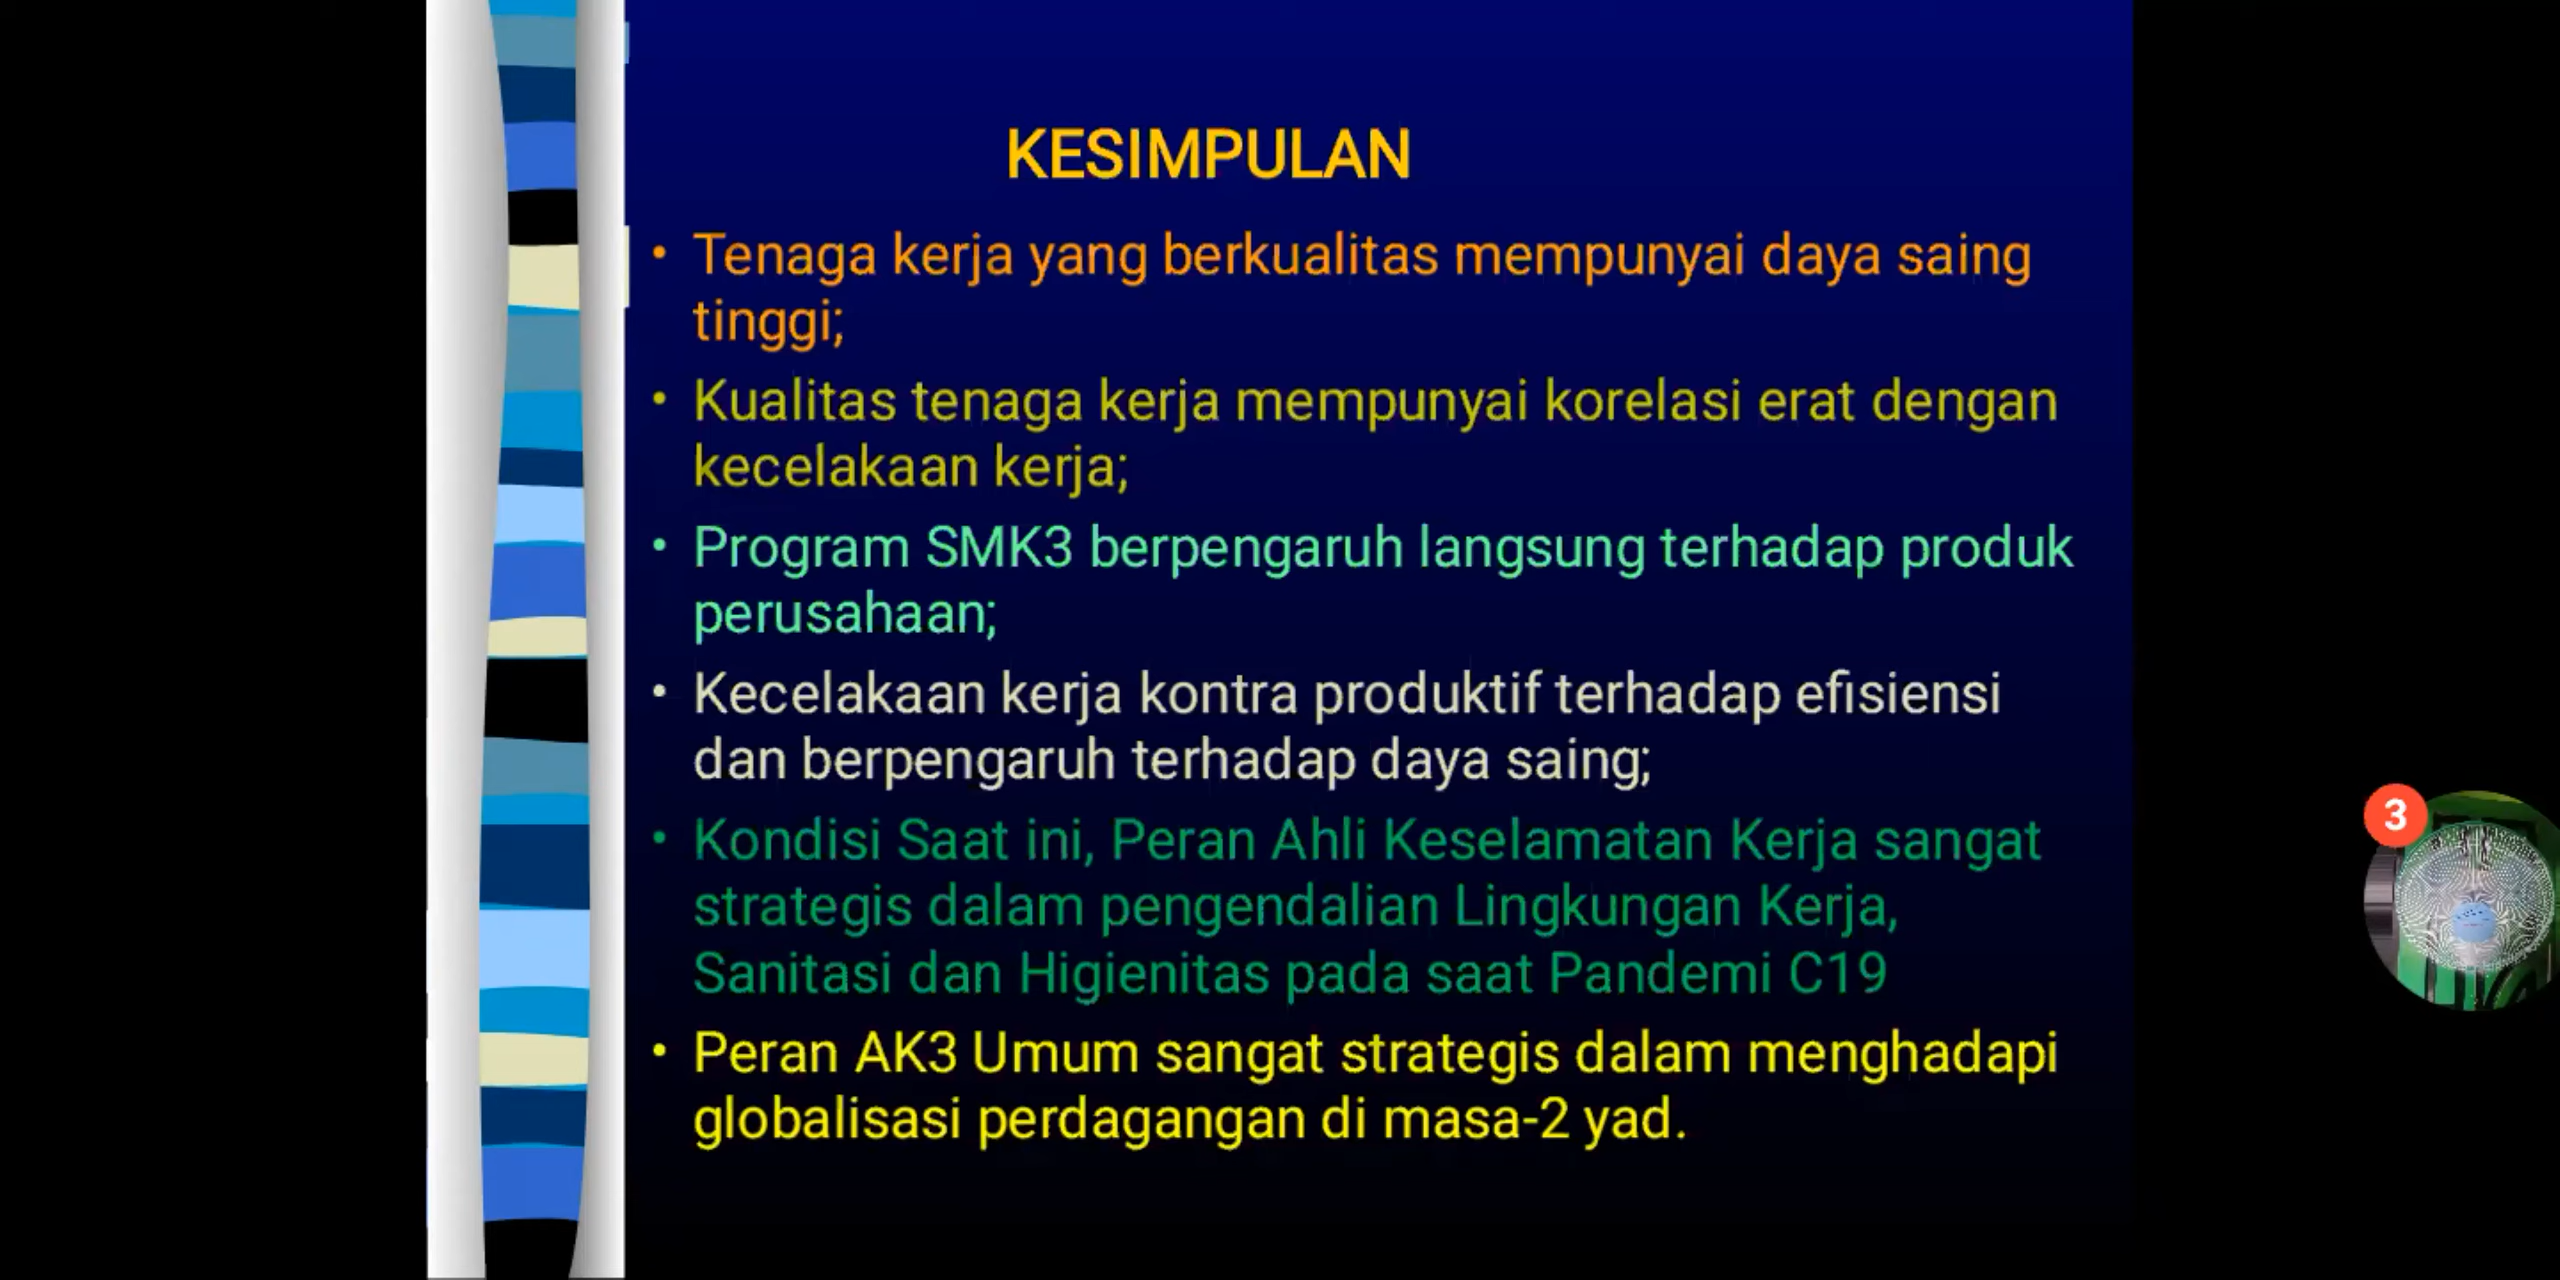 KESIMPULAN
• Tenaga kerja yang berkualitas mempunyai daya saing
tinggi;
• Kualitas tenaga kerja mempunyai korelasi erat dengan
kecelakaan kerja;
• Program SMK3 berpengaruh langsung terhadap produk
perusahaan;
• Kecelakaan kerja kontra produktif terhadap efisiensi
dan berpengaruh terhadap daya saing;
• Kondisi Saat ini, Peran Ahli Keselamatan Kerja sangat
strategis dalam pengendalian Lingkungan Kerja,
Sanitasi dan Higienitas pada saat Pandemi C19
• Peran AK3 Umum sangat strategis dalam menghadapi
globalisasi perdagangan di masa-2 yad.
3